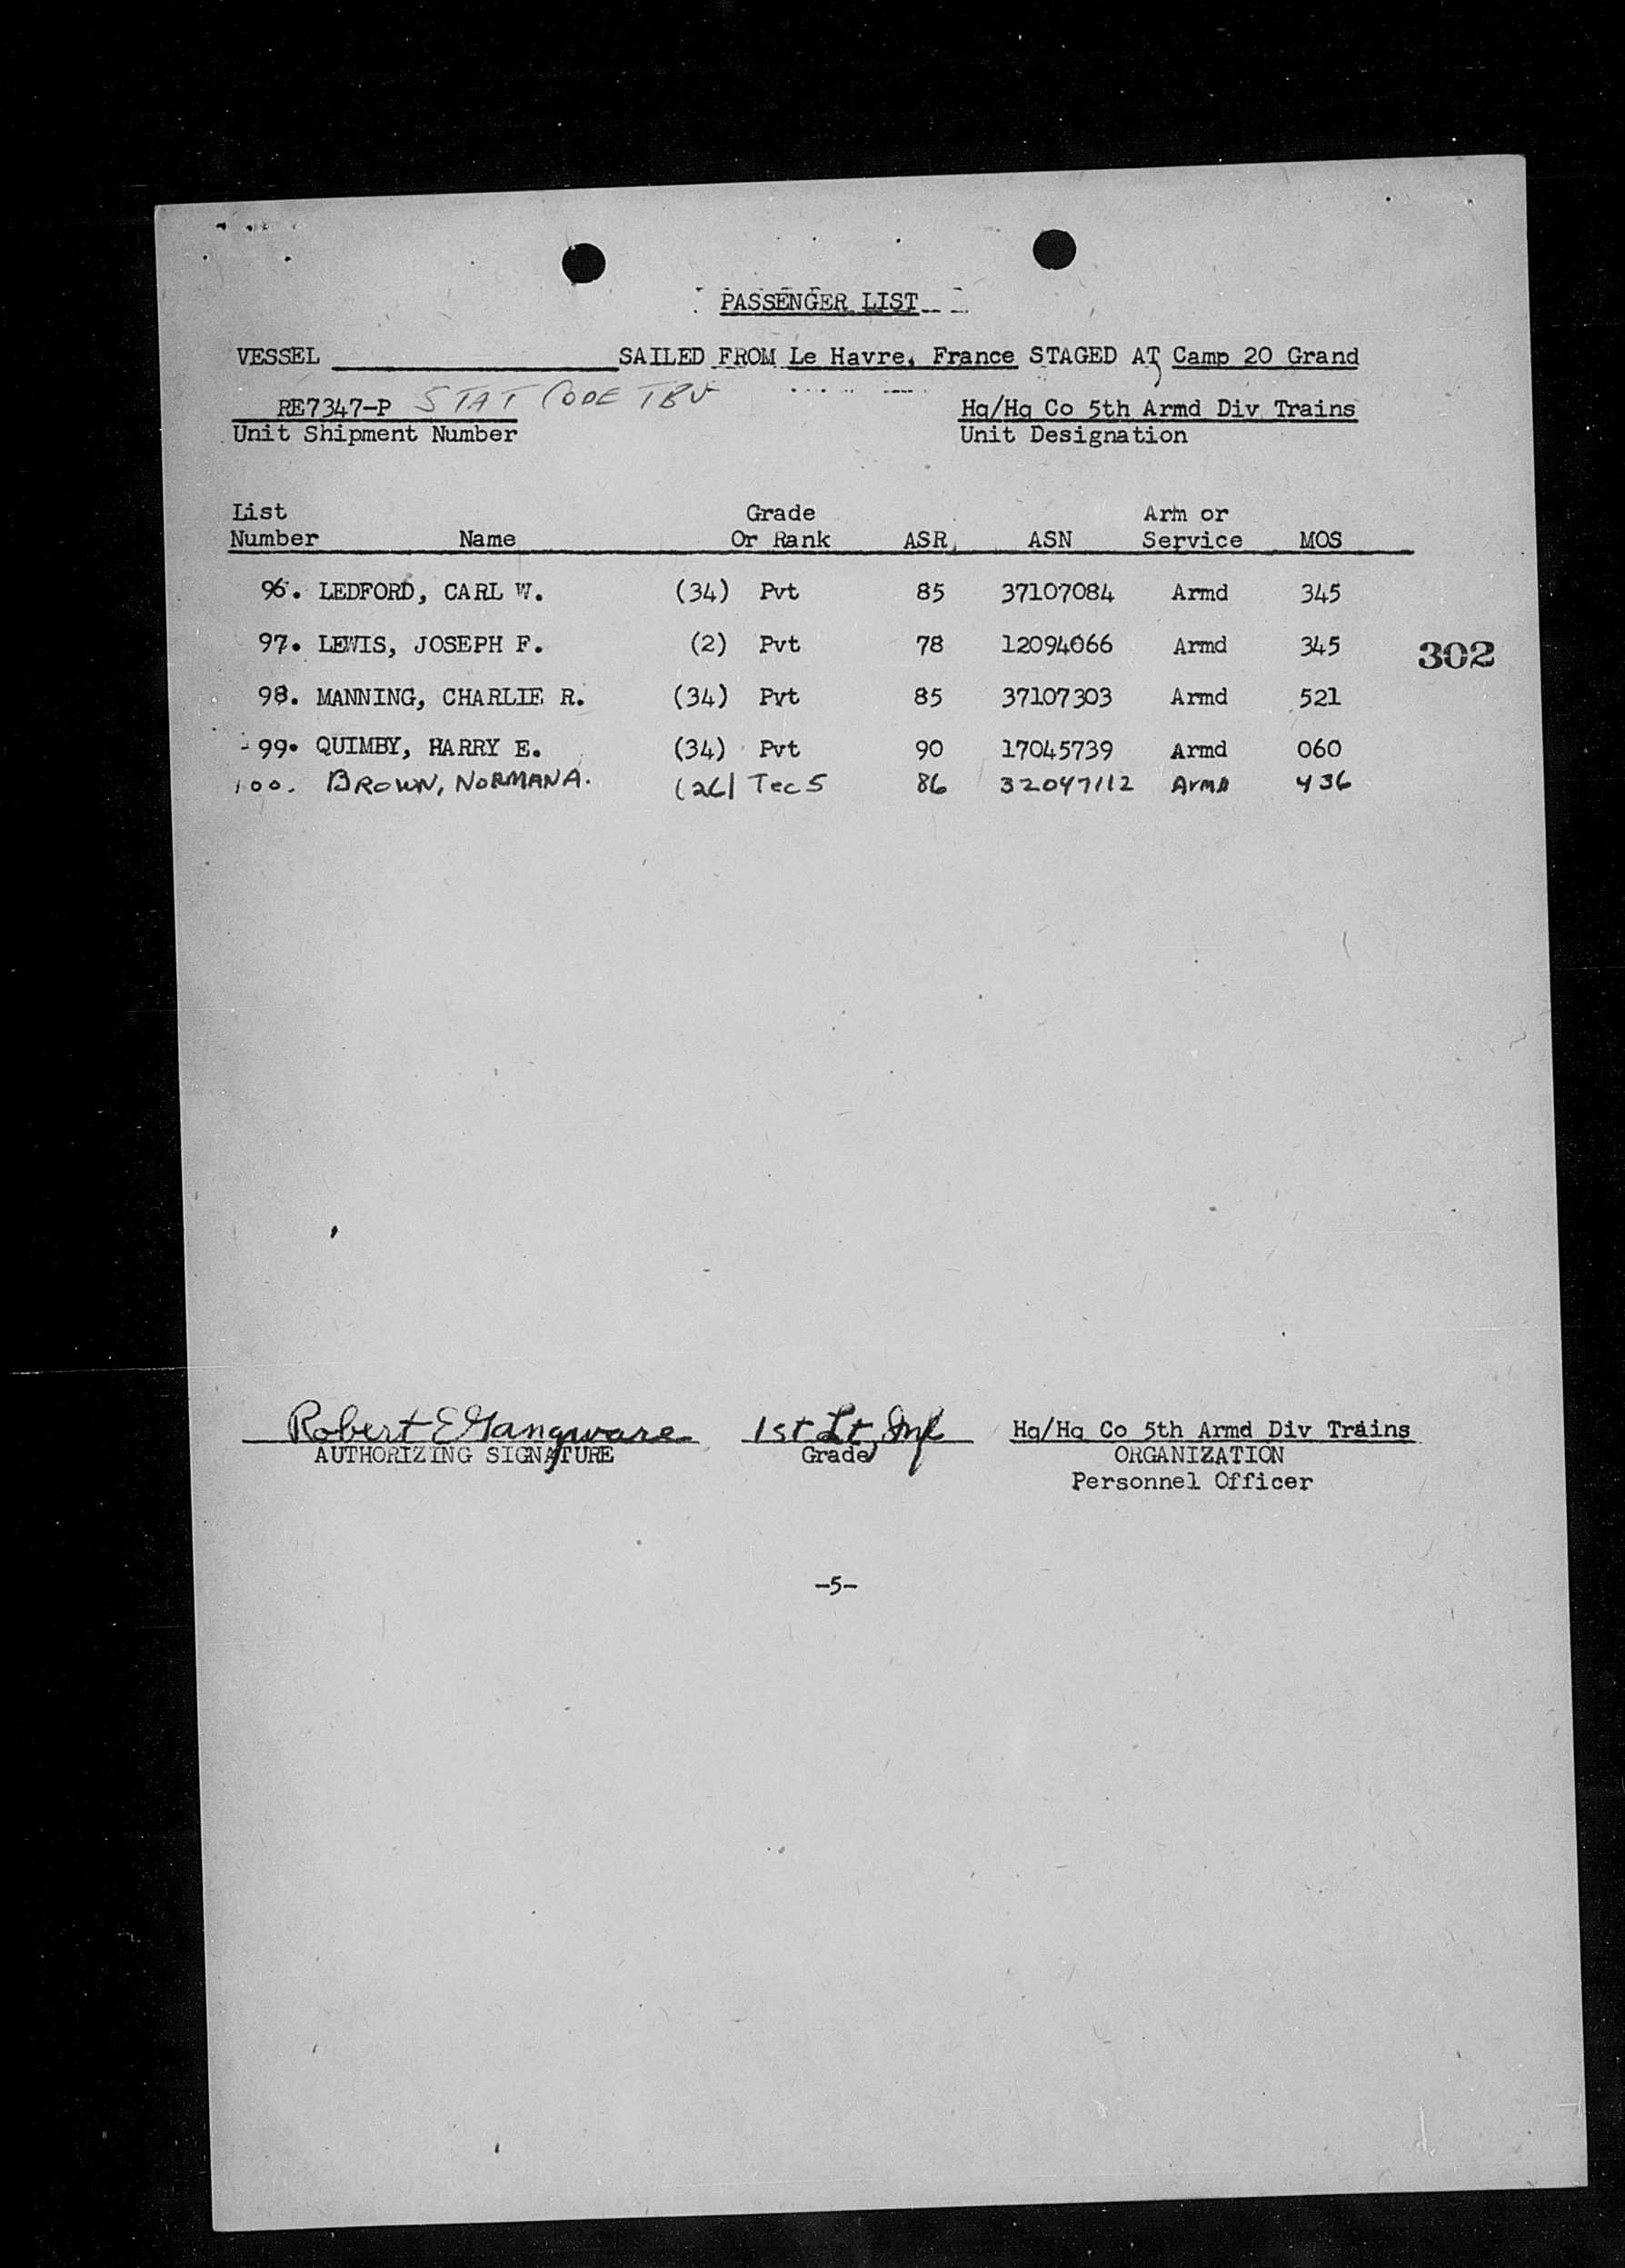 PASSENGER LIST
VESSEL ____________ SAILED FROM Le Havre, France STAGED AT Camp 20 Grand
RE7347-P STAT CODE TBV Hq/Hq Co 5th Armd Div Trains
Unit Shipment Number Unit Designation
List Grade Arm or
Number Name Or Rank ASR ASN Service MOS
96. LEDFORD, CARL W. (34) Pvt 85 37107084 Armd 345
97. LEWIS, JOSEPH F. (2) Pvt 78 12094066 Armd 345
302
98. MANNING, CHARLIE R. (34) Pvt 85 37107303 Armd 521
99. QUIMBY, HARRY E. (34) Pvt 90 17045739 Armd 060
100. BROWN, NORMAN A. (26) Tec 5 86 32047112 Armd 436
Robert E Gangware 1st Lt, Inf Hq/Hq Co 5th Armd Div Trains
AUTHORIZING SIGNATURE Grade ORGANIZATION
Personnel Officer
-5-